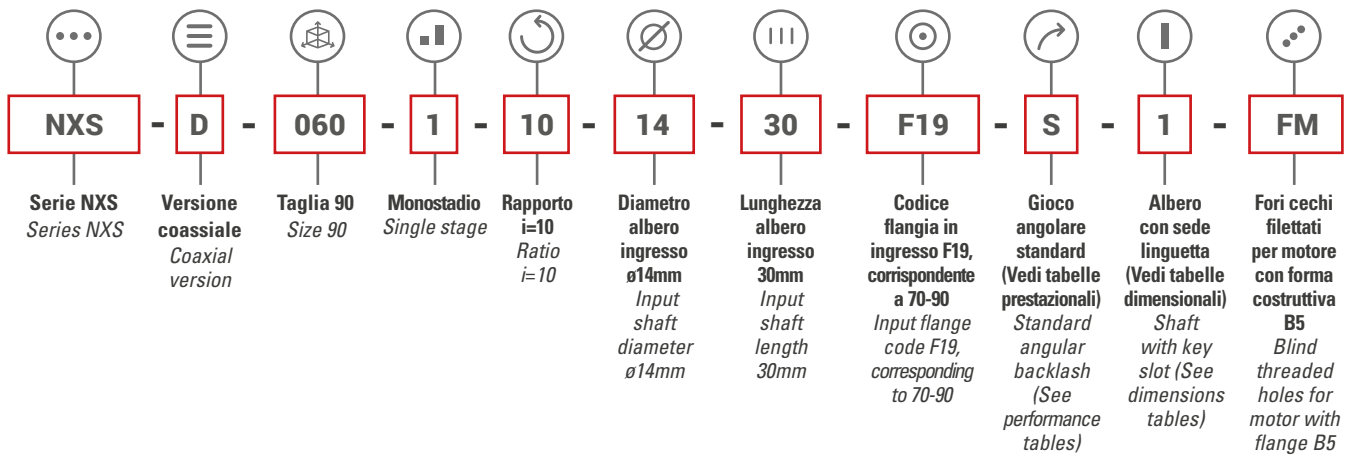 NXS - D - 060 - 1 - 10 - 14 - 30 - F19 - S - 1 - FM
Serie NXS
Series NXS
Versione
coassiale
Coaxial
version
Taglia 90
Size 90
Monostadio
Single stage
Rapporto
i=10
Ratio
i=10
Diametro
albero
ingresso
ø14mm
Input
shaft
diameter
ø14mm
Lunghezza
albero
ingresso
30mm
Input
shaft
length
30mm
Codice
flangia in
ingresso F19,
corrispondente
a 70-90
Input flange
code F19,
corresponding
to 70-90
Gioco
angolare
standard
(Vedi tabelle
prestazionali)
Standard
angular
backlash
(See
performance
tables)
Albero
con sede
linguetta
(Vedi tabelle
dimensionali)
Shaft
with key
slot (See
dimensions
tables)
Fori cechi
filettati
per motore
con forma
costruttiva
B5
Blind
threaded
holes for
motor with
flange B5